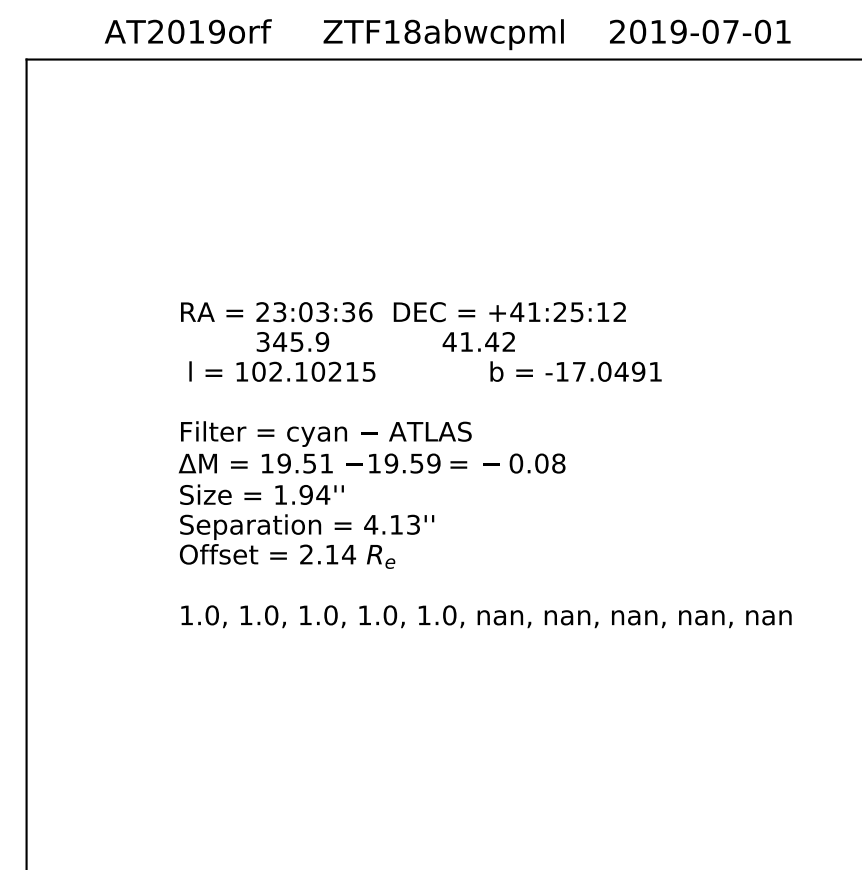 AT2019orf ZTF18abwcpml 2019-07-01
RA = 23:03:36 DEC = +41:25:12
345.9 41.42
l = 102.10215 b = -17.0491
Filter = cyan − ATLAS
ΔM = 19.51 −19.59 = − 0.08
Size = 1.94''
Separation = 4.13''
Offset = 2.14 Re
1.0, 1.0, 1.0, 1.0, 1.0, nan, nan, nan, nan, nan